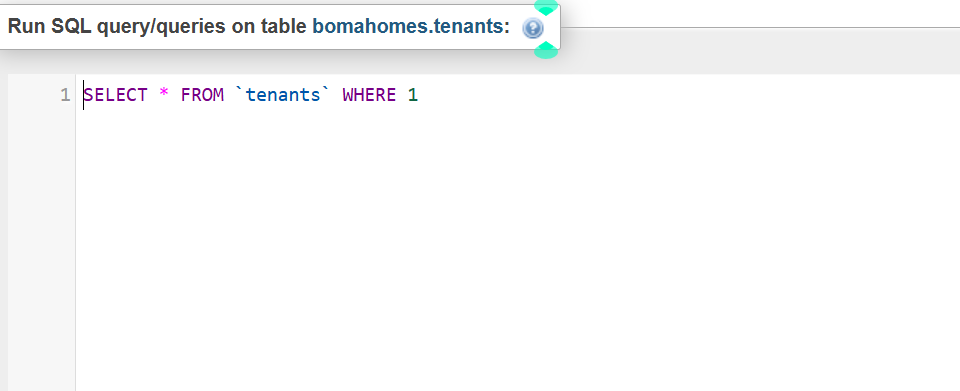 Run SQL query/queries on table bomahomes.tenants:
1 SELECT * FROM `tenants` WHERE 1